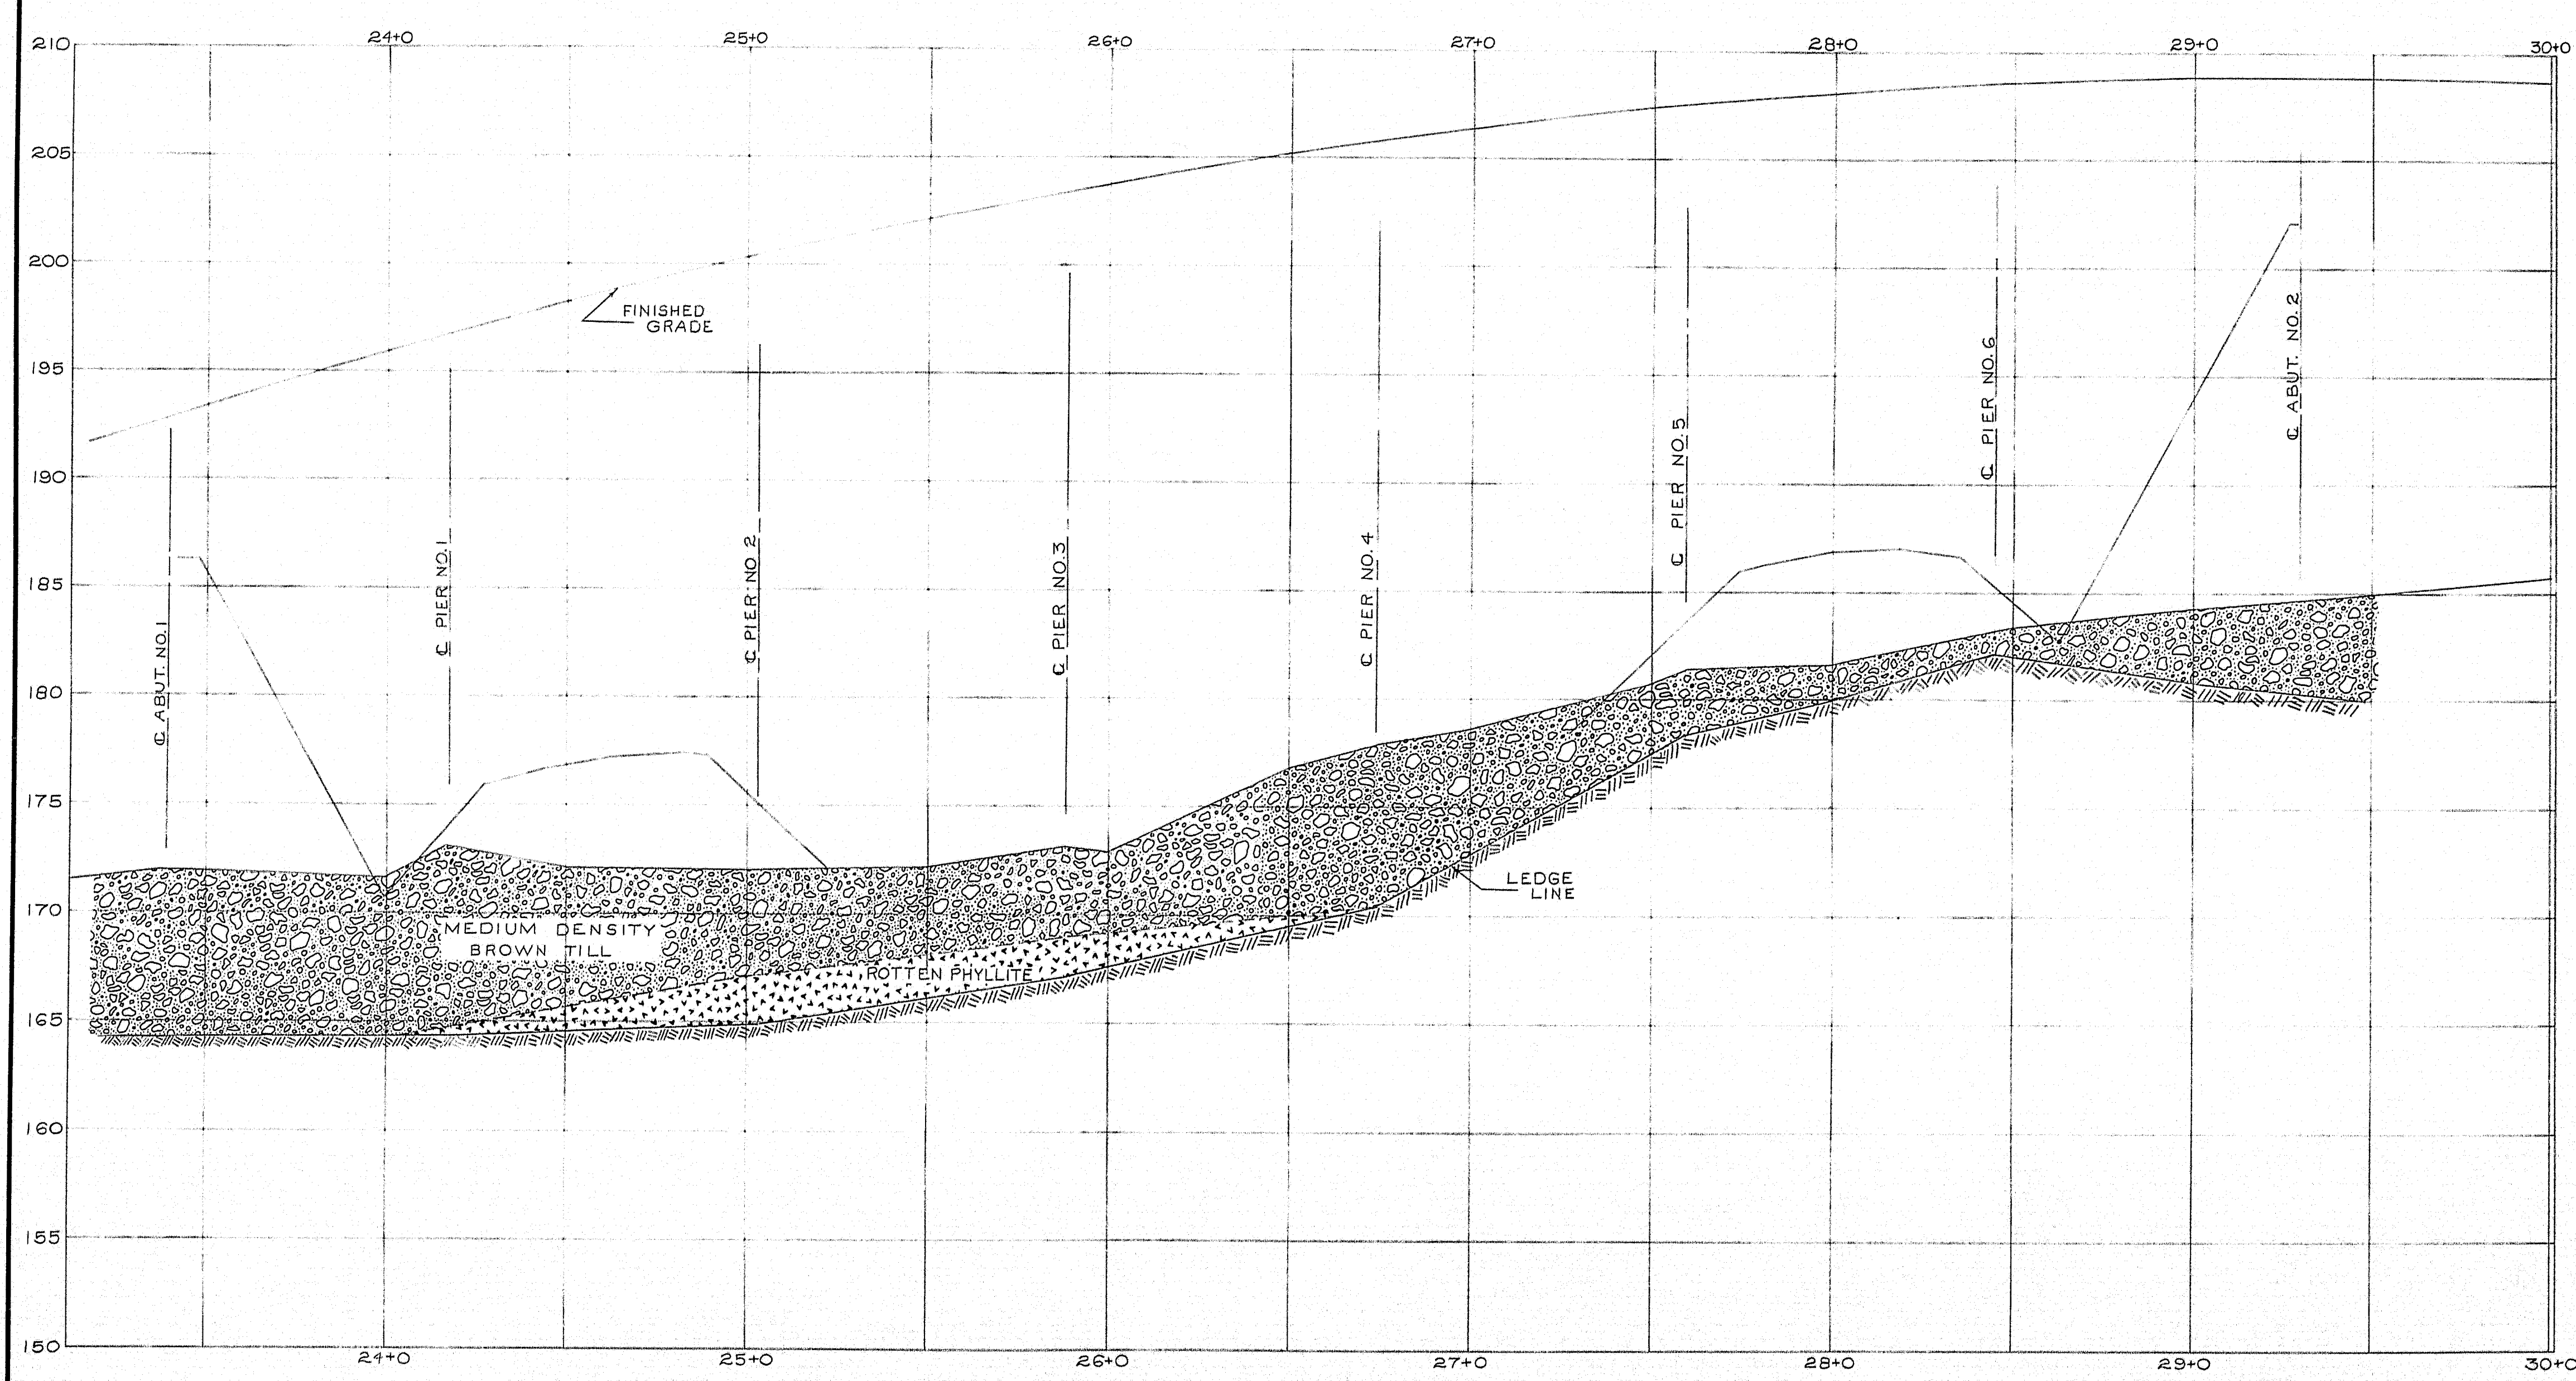 24+0 25+0 26+0 27+0 28+0 29+0 30+0
210
205
200
195
190
185
180
175
170
165
160
155
150
FINISHED
GRADE
℄ ABUT. NO.1
℄ PIER NO.1
℄ PIER NO 2
℄ PIER NO.3
℄ PIER NO.4
℄ PIER NO.5
℄ PIER NO.6
℄ ABUT. NO.2
MEDIUM DENSITY
BROWN TILL
ROTTEN PHYLLITE
LEDGE
LINE
24+0 25+0 26+0 27+0 28+0 29+0 30+0